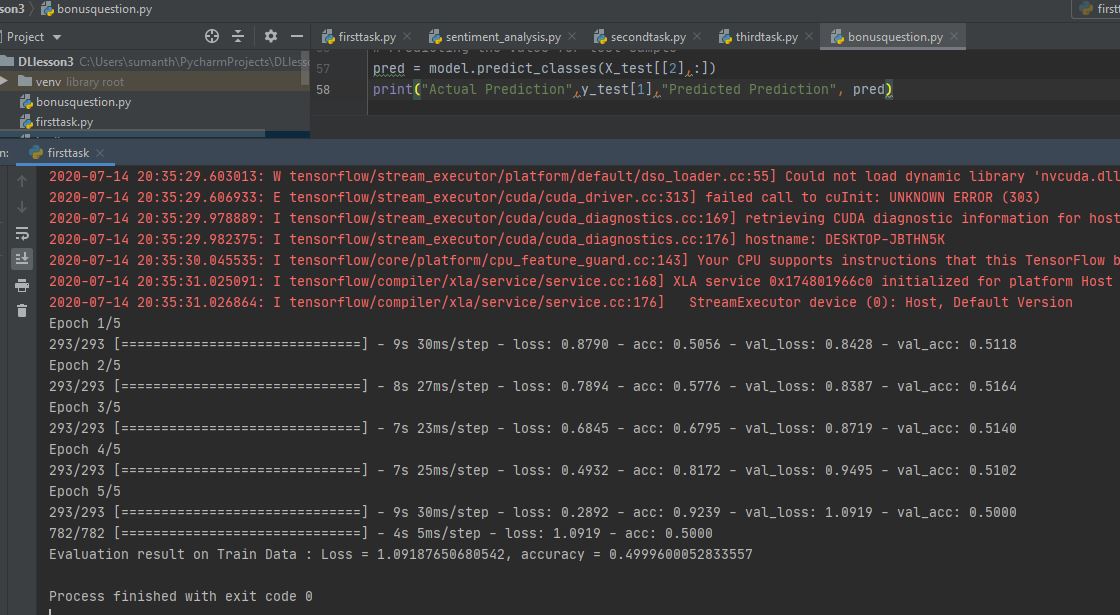 son3 bonusquestion.py
firstt
Project
firsttask.py sentiment_analysis.py secondtask.py thirdtask.py bonusquestion.py
DLlesson3 C:\Users\sumanth\PycharmProjects\DLlesso
venv library root
bonusquestion.py
firsttask.py
57 pred = model.predict_classes(X_test[[2],:])
58 print("Actual Prediction",y_test[1],"Predicted Prediction", pred)
n: firsttask
2020-07-14 20:35:29.603013: W tensorflow/stream_executor/platform/default/dso_loader.cc:55] Could not load dynamic library 'nvcuda.dll
2020-07-14 20:35:29.606933: E tensorflow/stream_executor/cuda/cuda_driver.cc:313] failed call to cuInit: UNKNOWN ERROR (303)
2020-07-14 20:35:29.978889: I tensorflow/stream_executor/cuda/cuda_diagnostics.cc:169] retrieving CUDA diagnostic information for host
2020-07-14 20:35:29.982375: I tensorflow/stream_executor/cuda/cuda_diagnostics.cc:176] hostname: DESKTOP-JBTHN5K
2020-07-14 20:35:30.045535: I tensorflow/core/platform/cpu_feature_guard.cc:143] Your CPU supports instructions that this TensorFlow b
2020-07-14 20:35:31.025091: I tensorflow/compiler/xla/service/service.cc:168] XLA service 0x174801966c0 initialized for platform Host
2020-07-14 20:35:31.026864: I tensorflow/compiler/xla/service/service.cc:176]   StreamExecutor device (0): Host, Default Version
Epoch 1/5
293/293 [==============================] - 9s 30ms/step - loss: 0.8790 - acc: 0.5056 - val_loss: 0.8428 - val_acc: 0.5118
Epoch 2/5
293/293 [==============================] - 8s 27ms/step - loss: 0.7894 - acc: 0.5776 - val_loss: 0.8387 - val_acc: 0.5164
Epoch 3/5
293/293 [==============================] - 7s 23ms/step - loss: 0.6845 - acc: 0.6795 - val_loss: 0.8719 - val_acc: 0.5140
Epoch 4/5
293/293 [==============================] - 7s 25ms/step - loss: 0.4932 - acc: 0.8172 - val_loss: 0.9495 - val_acc: 0.5102
Epoch 5/5
293/293 [==============================] - 9s 30ms/step - loss: 0.2892 - acc: 0.9239 - val_loss: 1.0919 - val_acc: 0.5000
782/782 [==============================] - 4s 5ms/step - loss: 1.0919 - acc: 0.5000
Evaluation result on Train Data : Loss = 1.09187650680542, accuracy = 0.4999600052833557
Process finished with exit code 0